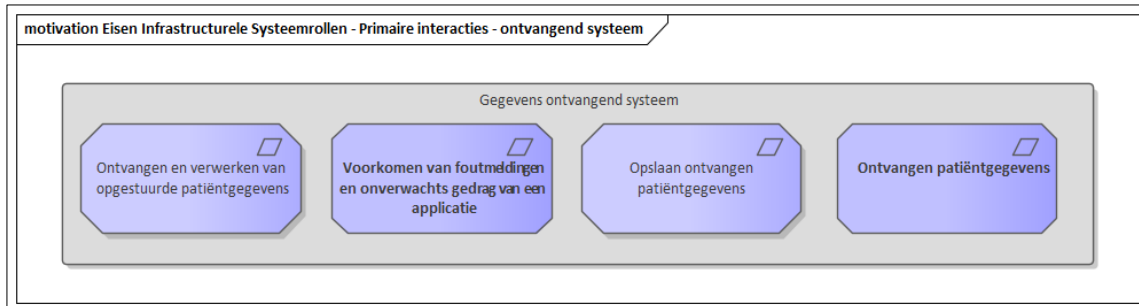 motivation Eisen Infrastructurele Systeemrollen - Primaire interacties - ontvangend systeem
Gegevens ontvangend systeem
Ontvangen en verwerken van
opgestuurde patiëntgegevens
Voorkomen van foutmeldingen
en onverwachts gedrag van een
applicatie
Opslaan ontvangen
patiëntgegevens
Ontvangen patiëntgegevens